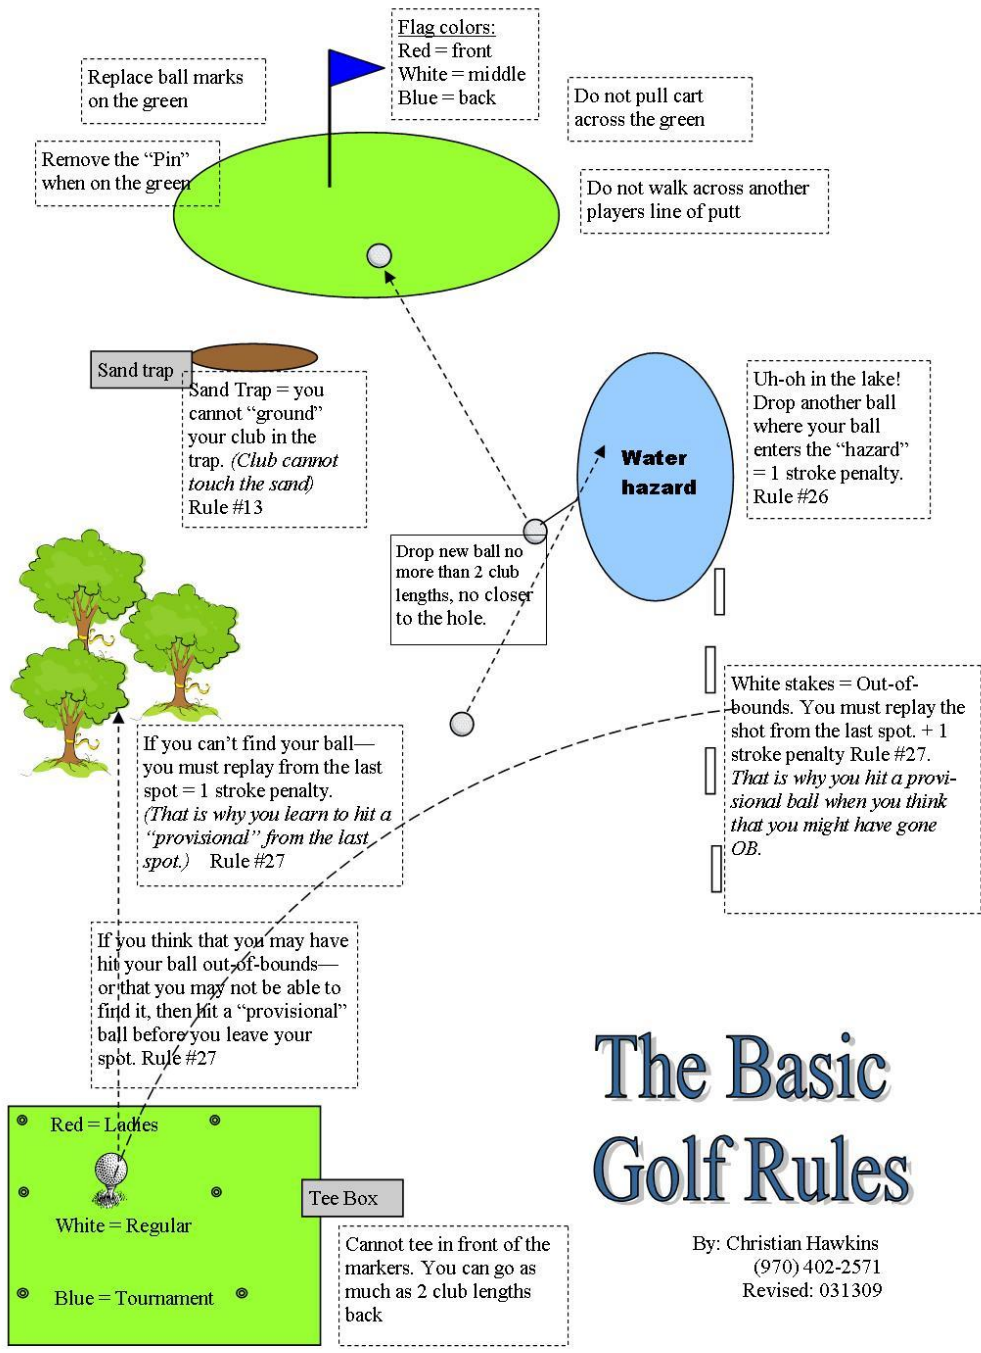 Flag colors:
Red = front
White = middle
Blue = back
Replace ball marks
on the green
Do not pull cart
across the green
Remove the “Pin”
when on the green
Do not walk across another
players line of putt
Sand trap
Sand Trap = you
cannot “ground”
your club in the
trap. (Club cannot
touch the sand)
Rule #13
Water
hazard
Uh-oh in the lake!
Drop another ball
where your ball
enters the “hazard”
= 1 stroke penalty.
Rule #26
Drop new ball no
more than 2 club
lengths, no closer
to the hole.
White stakes = Out-of-
bounds. You must replay the
shot from the last spot. + 1
stroke penalty Rule #27.
That is why you hit a provi-
sional ball when you think
that you might have gone
OB.
If you can’t find your ball—
you must replay from the last
spot = 1 stroke penalty.
(That is why you learn to hit a
“provisional” from the last
spot.) Rule #27
If you think that you may have
hit your ball out-of-bounds—
or that you may not be able to
find it, then hit a “provisional”
ball before you leave your
spot. Rule #27
The Basic
Golf Rules
By: Christian Hawkins
(970) 402-2571
Revised: 031309
Red = Ladies
White = Regular
Blue = Tournament
Tee Box
Cannot tee in front of the
markers. You can go as
much as 2 club lengths
back